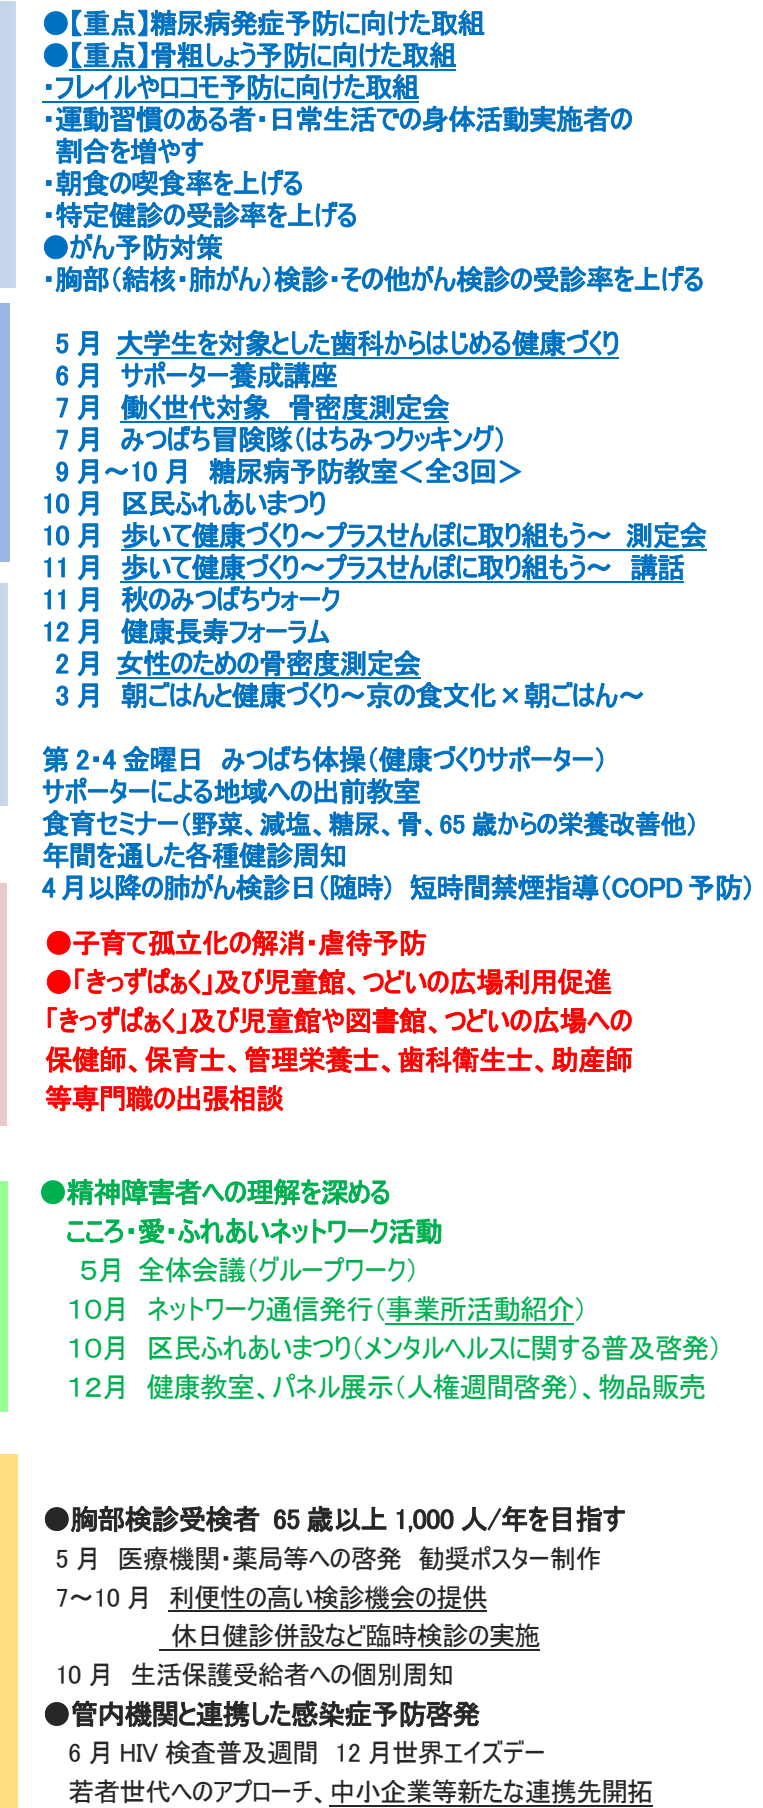 ●【重点】糖尿病発症予防に向けた取組
●【重点】骨粗しょう予防に向けた取組
・フレイルやロコモ予防に向けた取組
・運動習慣のある者・日常生活での身体活動実施者の
割合を増やす
・朝食の喫食率を上げる
・特定健診の受診率を上げる
●がん予防対策
・胸部（結核・肺がん）検診・その他がん検診の受診率を上げる
5月　大学生を対象とした歯科からはじめる健康づくり
6月　サポーター養成講座
7月　働く世代対象　骨密度測定会
7月　みつばち冒険隊（はちみつクッキング）
9月～10月　糖尿病予防教室＜全３回＞
10月　区民ふれあいまつり
10月　歩いて健康づくり～プラスせんぽに取り組もう～　測定会
11月　歩いて健康づくり～プラスせんぽに取り組もう～　講話
11月　秋のみつばちウォーク
12月　健康長寿フォーラム
2月　女性のための骨密度測定会
3月　朝ごはんと健康づくり～京の食文化×朝ごはん～
第2・4金曜日　みつばち体操（健康づくりサポーター）
サポーターによる地域への出前教室
食育セミナー（野菜、減塩、糖尿、骨、65歳からの栄養改善他）
年間を通した各種健診周知
4月以降の肺がん検診日（随時）　短時間禁煙指導（COPD予防）
●子育て孤立化の解消・虐待予防
●「きっずぱぁく」及び児童館、つどいの広場利用促進
「きっずぱぁく」及び児童館や図書館、つどいの広場への
保健師、保育士、管理栄養士、歯科衛生士、助産師
等専門職の出張相談
●精神障害者への理解を深める
こころ・愛・ふれあいネットワーク活動
５月　全体会議（グループワーク）
１０月　ネットワーク通信発行（事業所活動紹介）
１０月　区民ふれあいまつり（メンタルヘルスに関する普及啓発）
１２月　健康教室、パネル展示（人権週間啓発）、物品販売
●胸部検診受検者　65歳以上1,000人/年を目指す
5月　医療機関・薬局等への啓発　勧奨ポスター制作
7～10月　利便性の高い検診機会の提供
休日健診併設など臨時検診の実施
10月　生活保護受給者への個別周知
●管内機関と連携した感染症予防啓発
6月HIV検査普及週間　12月世界エイズデー
若者世代へのアプローチ、中小企業等新たな連携先開拓